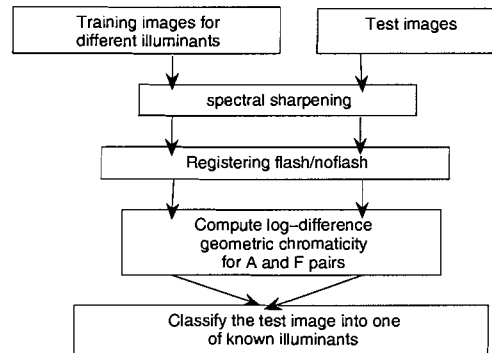 Training images for
different illuminants
Test images
spectral sharpening
Registering flash/noflash
Compute log-difference
geometric chromaticity
for A and F pairs
Classify the test image into one
of known illuminants